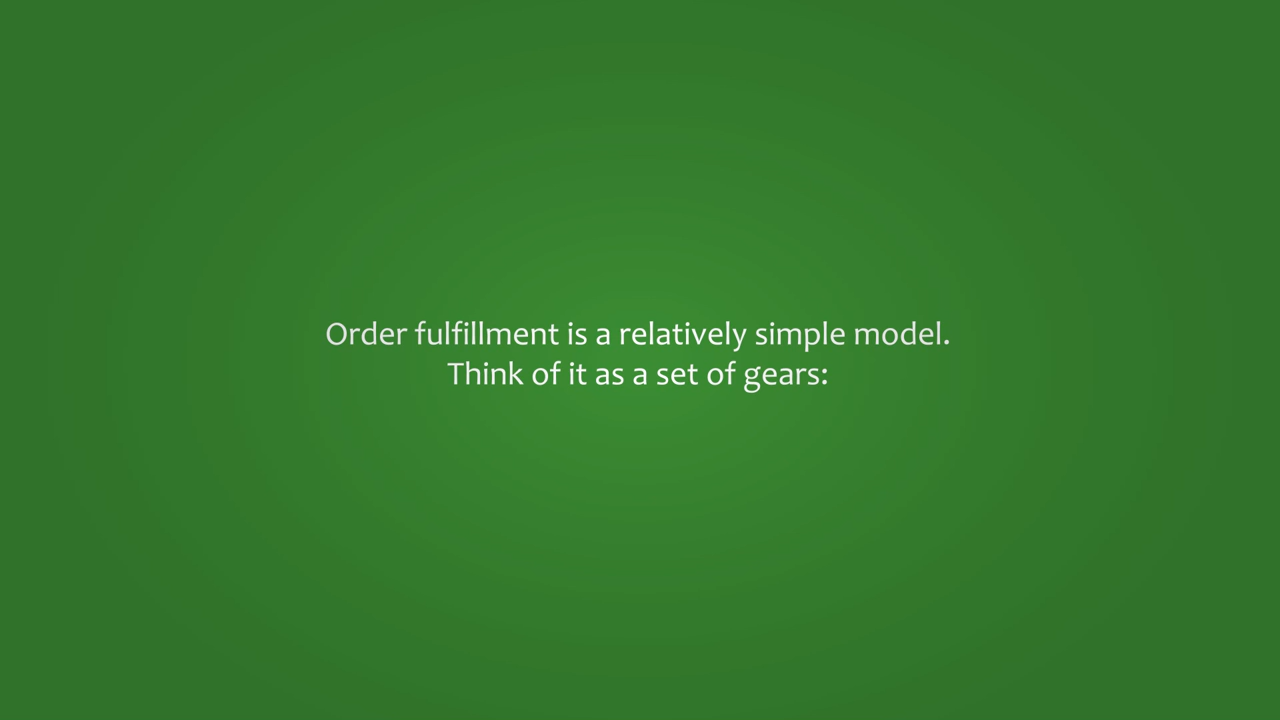 Order fulfillment is a relatively simple model.
Think of it as a set of gears: